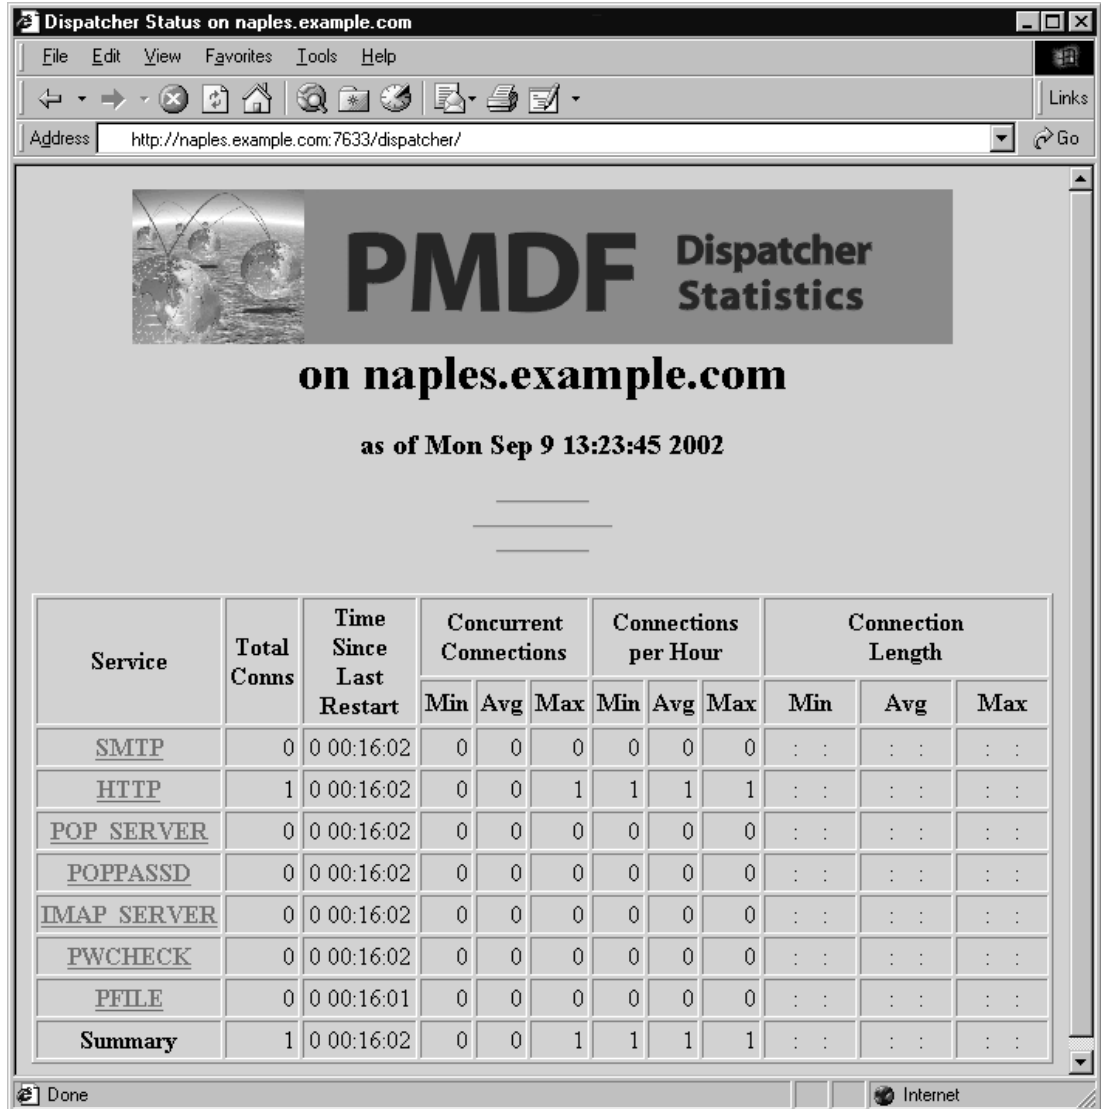 Dispatcher Status on naples.example.com
File Edit View Favorites Tools Help
Links
Address http://naples.example.com:7633/dispatcher/ Go
PMDF Dispatcher
Statistics
on naples.example.com
as of Mon Sep 9 13:23:45 2002
Service Total Conns Time Since Last Restart Concurrent Connections Connections per Hour Connection Length
Min Avg Max Min Avg Max Min Avg Max
SMTP 0 0 00:16:02 0 0 0 0 0 0 : : : : : :
HTTP 1 0 00:16:02 0 0 1 1 1 1 : : : : : :
POP_SERVER 0 0 00:16:02 0 0 0 0 0 0 : : : : : :
POPPASSD 0 0 00:16:02 0 0 0 0 0 0 : : : : : :
IMAP_SERVER 0 0 00:16:02 0 0 0 0 0 0 : : : : : :
PWCHECK 0 0 00:16:02 0 0 0 0 0 0 : : : : : :
PFILE 0 0 00:16:01 0 0 0 0 0 0 : : : : : :
Summary 1 0 00:16:02 0 0 1 1 1 1 : : : : : :
Done Internet